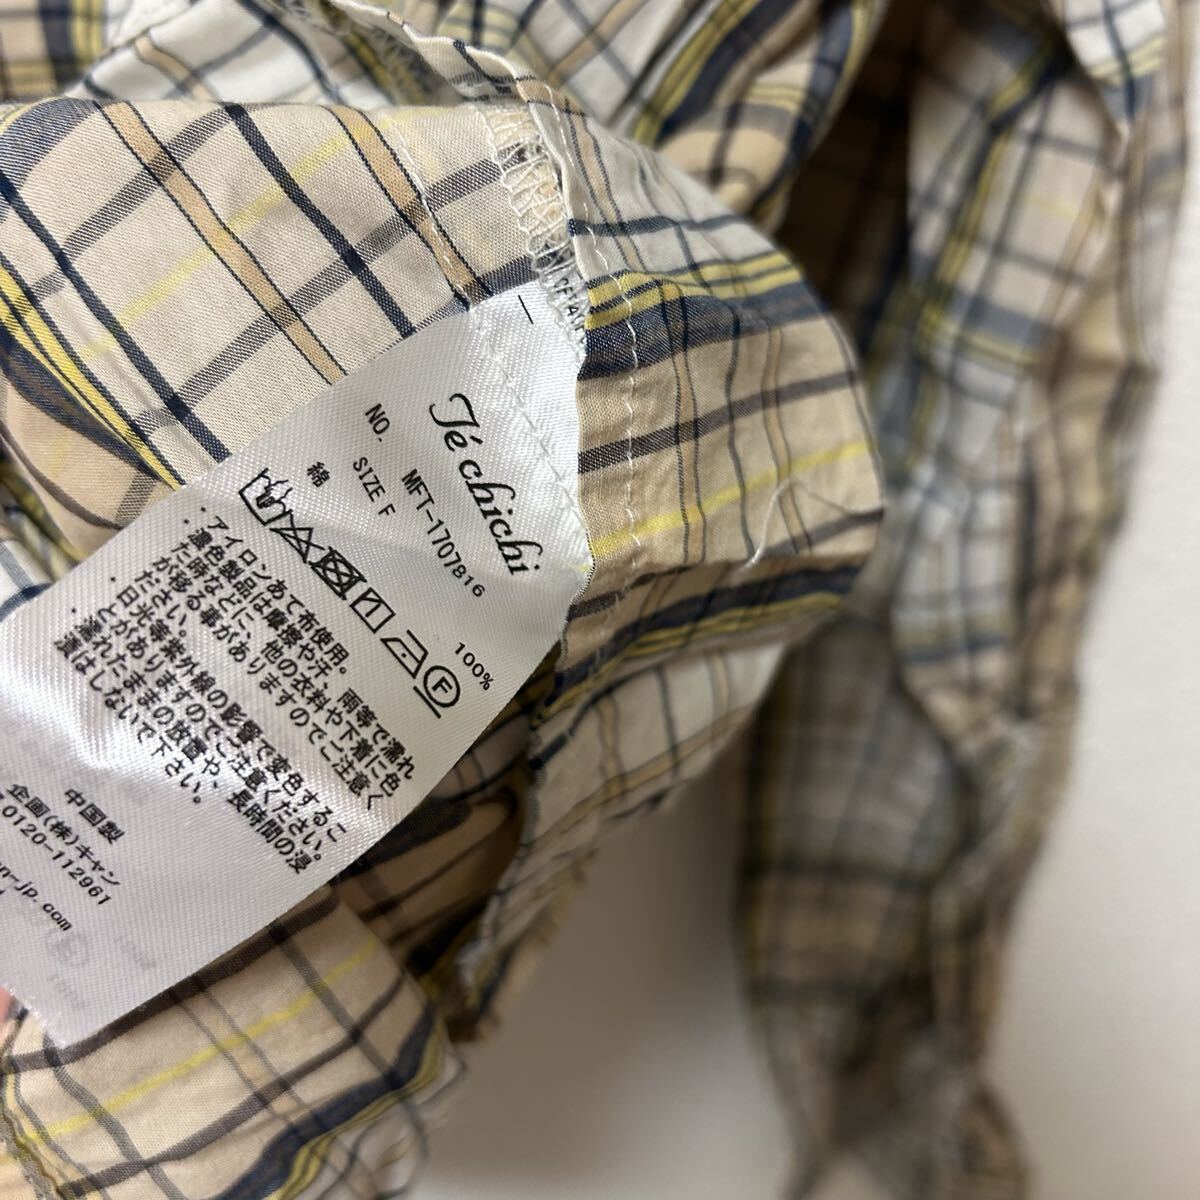 Té chichi
NO. MFT-1707816
SIZE F
綿 100%
F
・アイロンあて布使用。
・濃色製品は摩擦や汗、雨等で濡れ
た時などに、他の衣料や下着に色
が移る事がありますのでご注意く
ださい。
・日光等紫外線の影響で変色するこ
とがありますのでご注意ください。
・濡れたままの放置や、長時間の浸
漬はしないで下さい。
中国製
企画(株)キャン
0120-112961
n-jp.com